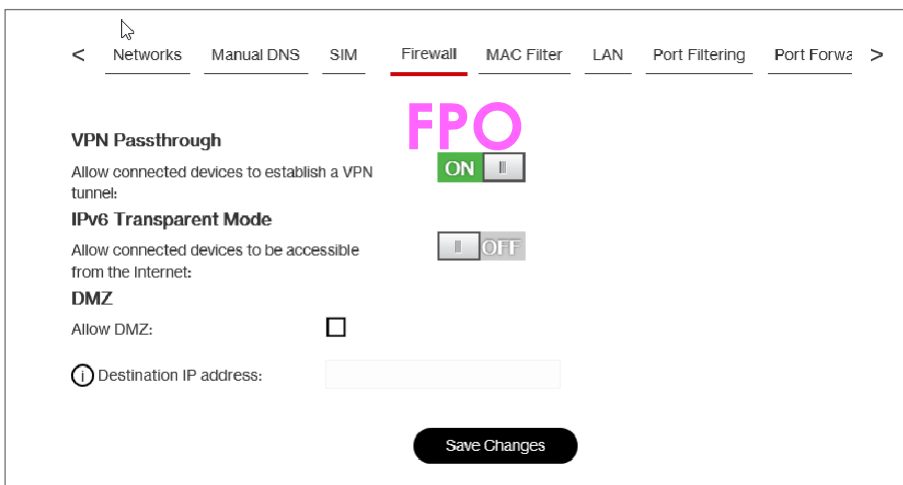 < Networks Manual DNS SIM Firewall MAC Filter LAN Port Filtering Port Forwa >
FPO
VPN Passthrough
Allow connected devices to establish a VPN
tunnel:
ON
IPv6 Transparent Mode
Allow connected devices to be accessible
from the Internet:
OFF
DMZ
Allow DMZ:
i Destination IP address:
Save Changes